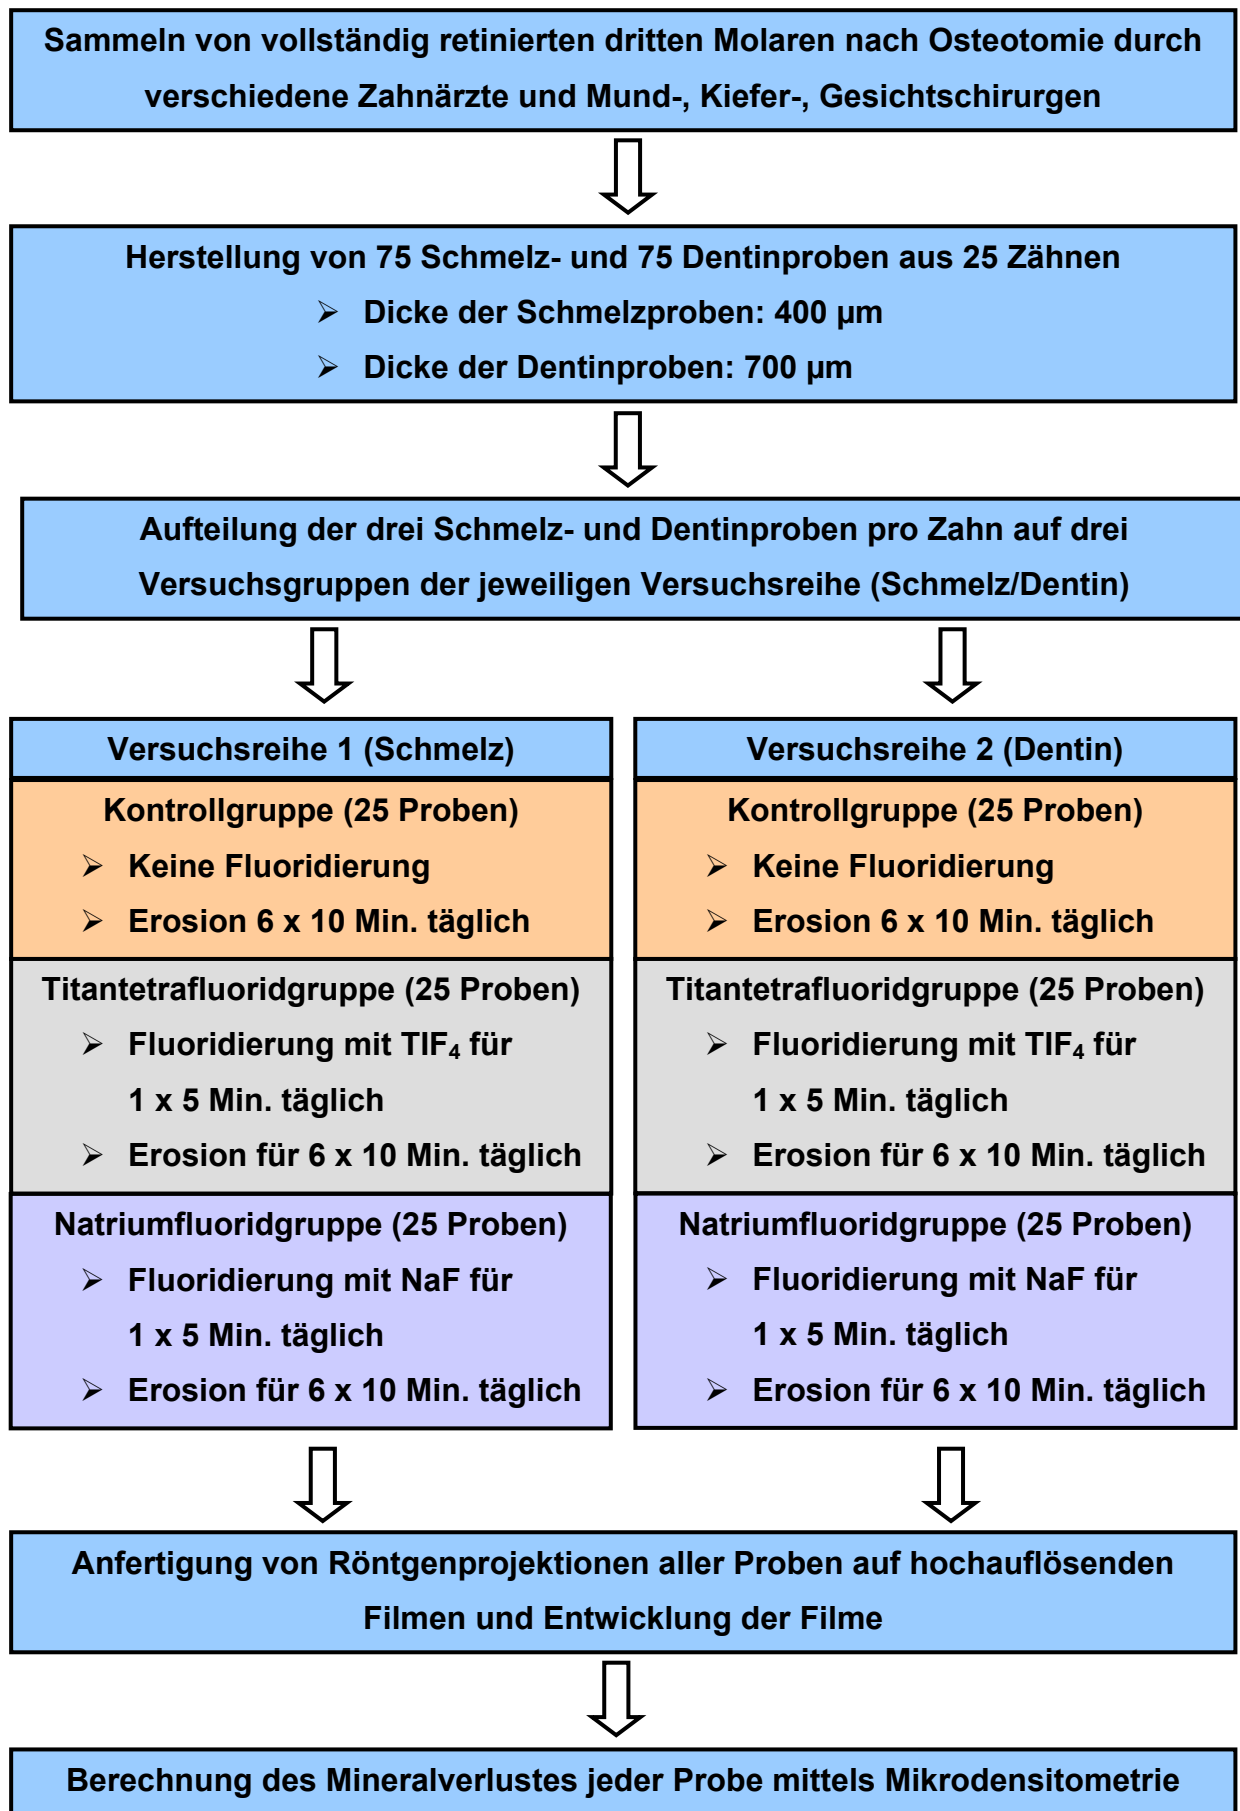 Sammeln von vollständig retinierten dritten Molaren nach Osteotomie durch
verschiedene Zahnärzte und Mund-, Kiefer-, Gesichtschirurgen
Herstellung von 75 Schmelz- und 75 Dentinproben aus 25 Zähnen
➢ Dicke der Schmelzproben: 400 µm
➢ Dicke der Dentinproben: 700 µm
Aufteilung der drei Schmelz- und Dentinproben pro Zahn auf drei
Versuchsgruppen der jeweiligen Versuchsreihe (Schmelz/Dentin)
Versuchsreihe 1 (Schmelz)
Kontrollgruppe (25 Proben)
➢ Keine Fluoridierung
➢ Erosion 6 x 10 Min. täglich
Titantetrafluoridgruppe (25 Proben)
➢ Fluoridierung mit TIF₄ für
1 x 5 Min. täglich
➢ Erosion für 6 x 10 Min. täglich
Natriumfluoridgruppe (25 Proben)
➢ Fluoridierung mit NaF für
1 x 5 Min. täglich
➢ Erosion für 6 x 10 Min. täglich
Versuchsreihe 2 (Dentin)
Kontrollgruppe (25 Proben)
➢ Keine Fluoridierung
➢ Erosion 6 x 10 Min. täglich
Titantetrafluoridgruppe (25 Proben)
➢ Fluoridierung mit TIF₄ für
1 x 5 Min. täglich
➢ Erosion für 6 x 10 Min. täglich
Natriumfluoridgruppe (25 Proben)
➢ Fluoridierung mit NaF für
1 x 5 Min. täglich
➢ Erosion für 6 x 10 Min. täglich
Anfertigung von Röntgenprojektionen aller Proben auf hochauflösenden
Filmen und Entwicklung der Filme
Berechnung des Mineralverlustes jeder Probe mittels Mikrodensitometrie